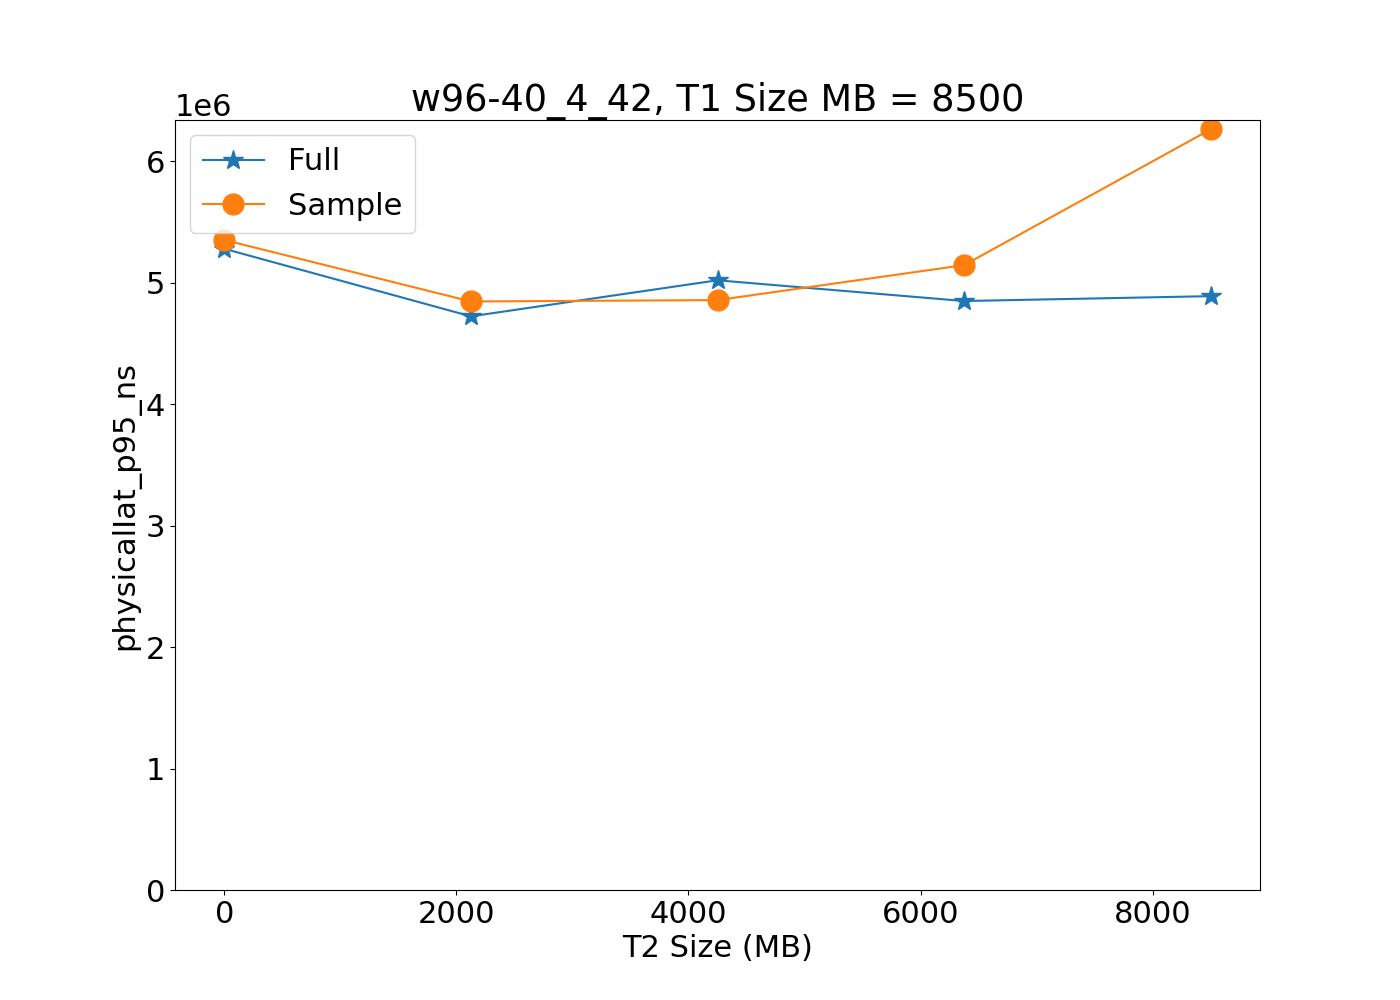 w96-40_4_42, T1 Size MB = 8500
1e6
Full
Sample
6
5
4
3
2
1
0
physicallat_p95_ns
0 2000 4000 6000 8000
T2 Size (MB)